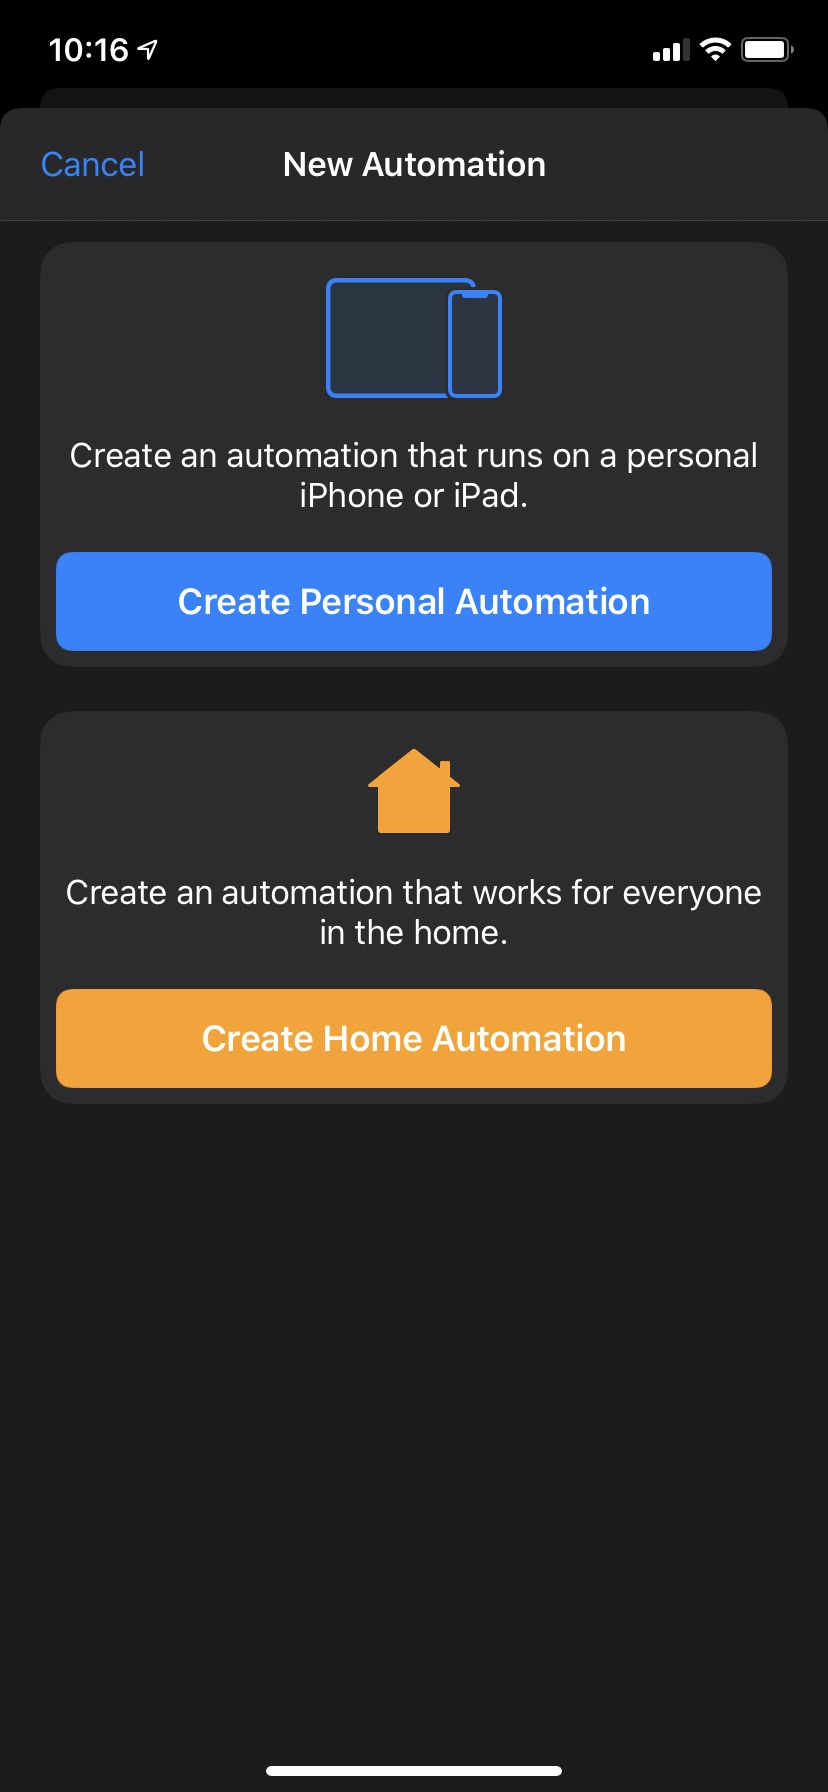 10:16
Cancel
New Automation
Create an automation that runs on a personal
iPhone or iPad.
Create Personal Automation
Create an automation that works for everyone
in the home.
Create Home Automation